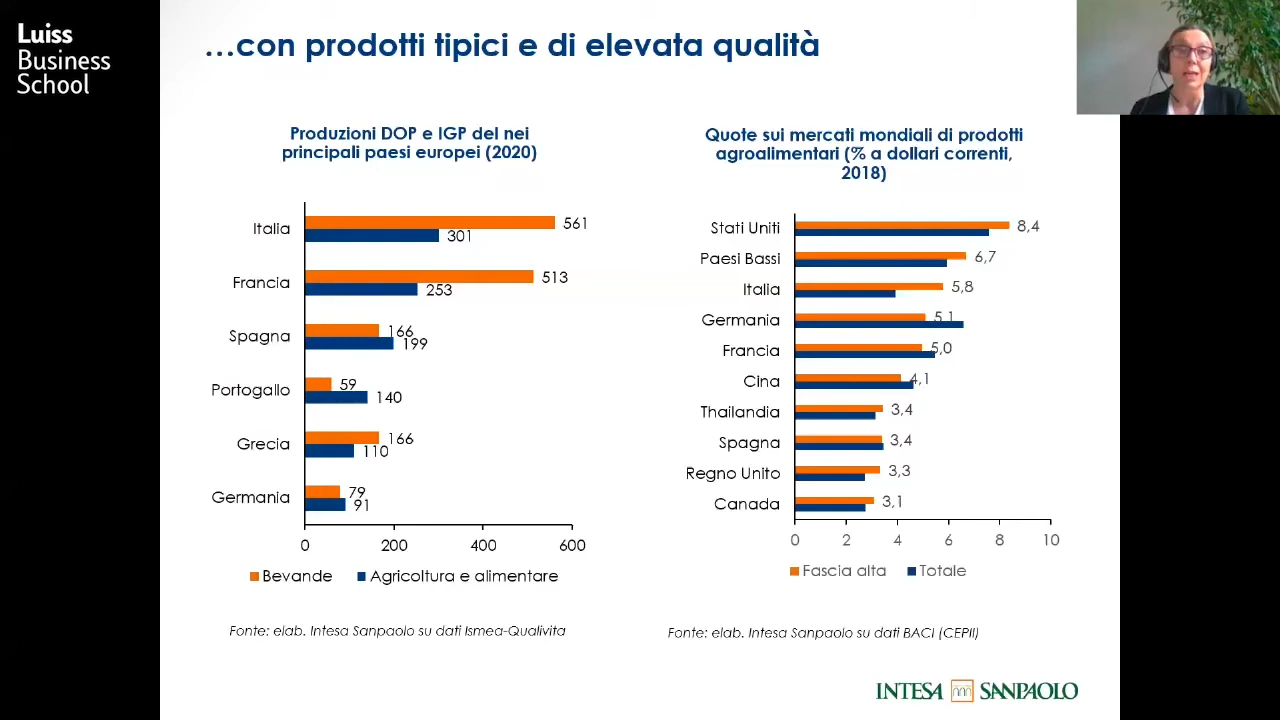 Luiss
Business
School
…con prodotti tipici e di elevata qualità
Produzioni DOP e IGP del nei
principali paesi europei (2020)
Italia
561
301
Francia
513
253
Spagna
166
199
Portogallo
59
140
Grecia
166
110
Germania
79
91
0 200 400 600
Bevande Agricoltura e alimentare
Fonte: elab. Intesa Sanpaolo su dati Ismea-Qualivita
Quote sui mercati mondiali di prodotti
agroalimentari (% a dollari correnti,
2018)
Stati Uniti 8,4
Paesi Bassi 6,7
Italia 5,8
Germania 5,1
Francia 5,0
Cina 4,1
Thailandia 3,4
Spagna 3,4
Regno Unito 3,3
Canada 3,1
0 2 4 6 8 10
Fascia alta Totale
Fonte: elab. Intesa Sanpaolo su dati BACI (CEPII)
INTESA SANPAOLO